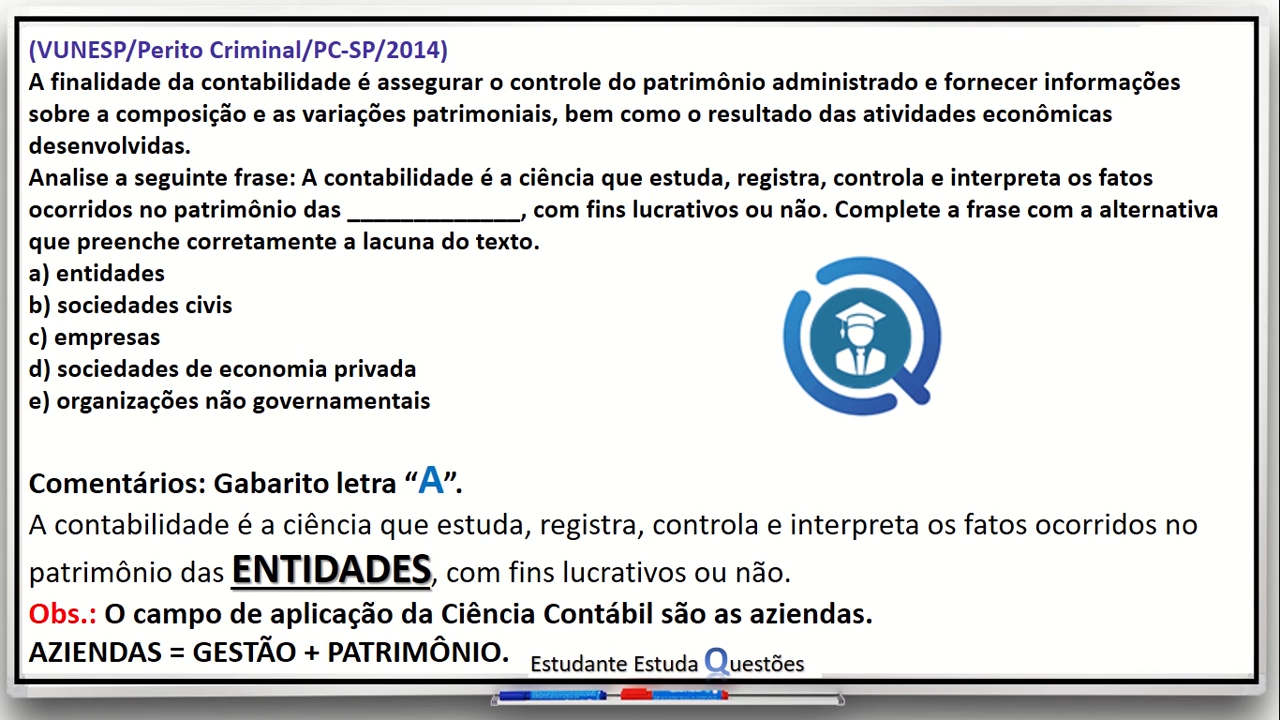 (VUNESP/Perito Criminal/PC-SP/2014)
A finalidade da contabilidade é assegurar o controle do patrimônio administrado e fornecer informações
sobre a composição e as variações patrimoniais, bem como o resultado das atividades econômicas
desenvolvidas.
Analise a seguinte frase: A contabilidade é a ciência que estuda, registra, controla e interpreta os fatos
ocorridos no patrimônio das _____________, com fins lucrativos ou não. Complete a frase com a alternativa
que preenche corretamente a lacuna do texto.
a) entidades
b) sociedades civis
c) empresas
d) sociedades de economia privada
e) organizações não governamentais
Comentários: Gabarito letra “A”.
A contabilidade é a ciência que estuda, registra, controla e interpreta os fatos ocorridos no
patrimônio das ENTIDADES, com fins lucrativos ou não.
Obs.: O campo de aplicação da Ciência Contábil são as aziendas.
AZIENDAS = GESTÃO + PATRIMÔNIO.
Estudante Estuda Questões